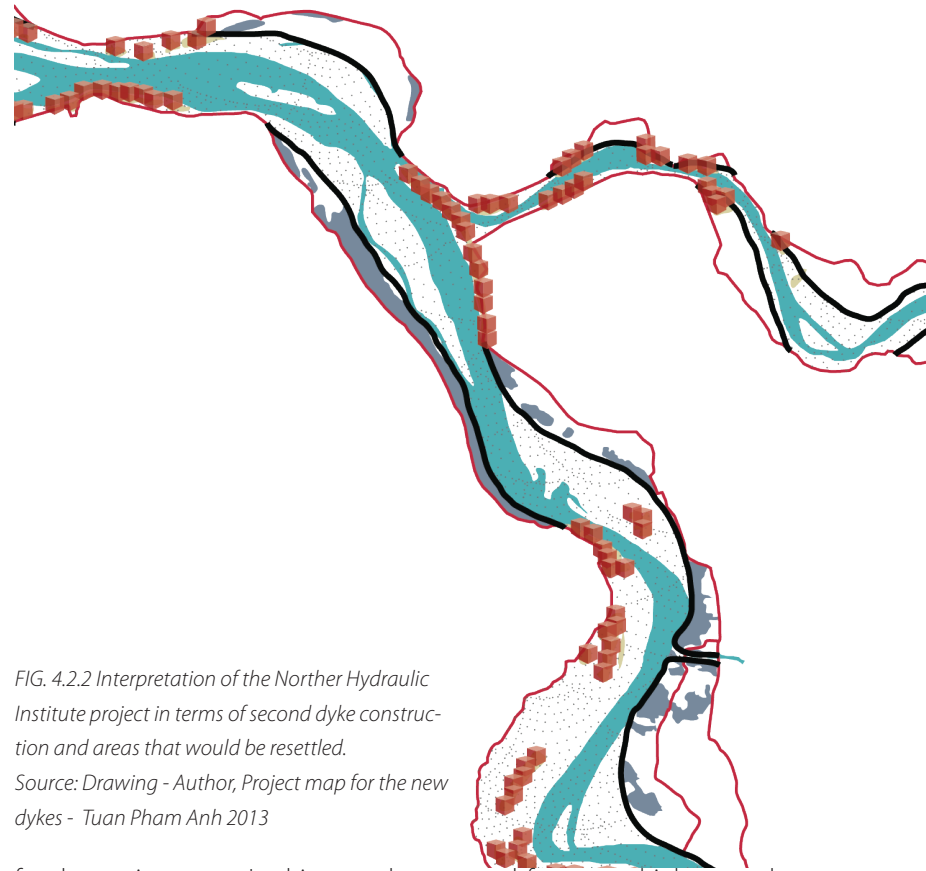 FIG. 4.2.2 Interpretation of the Norther Hydraulic
Institute project in terms of second dyke construc-
tion and areas that would be resettled.
Source: Drawing - Author, Project map for the new
dykes - Tuan Pham Anh 2013